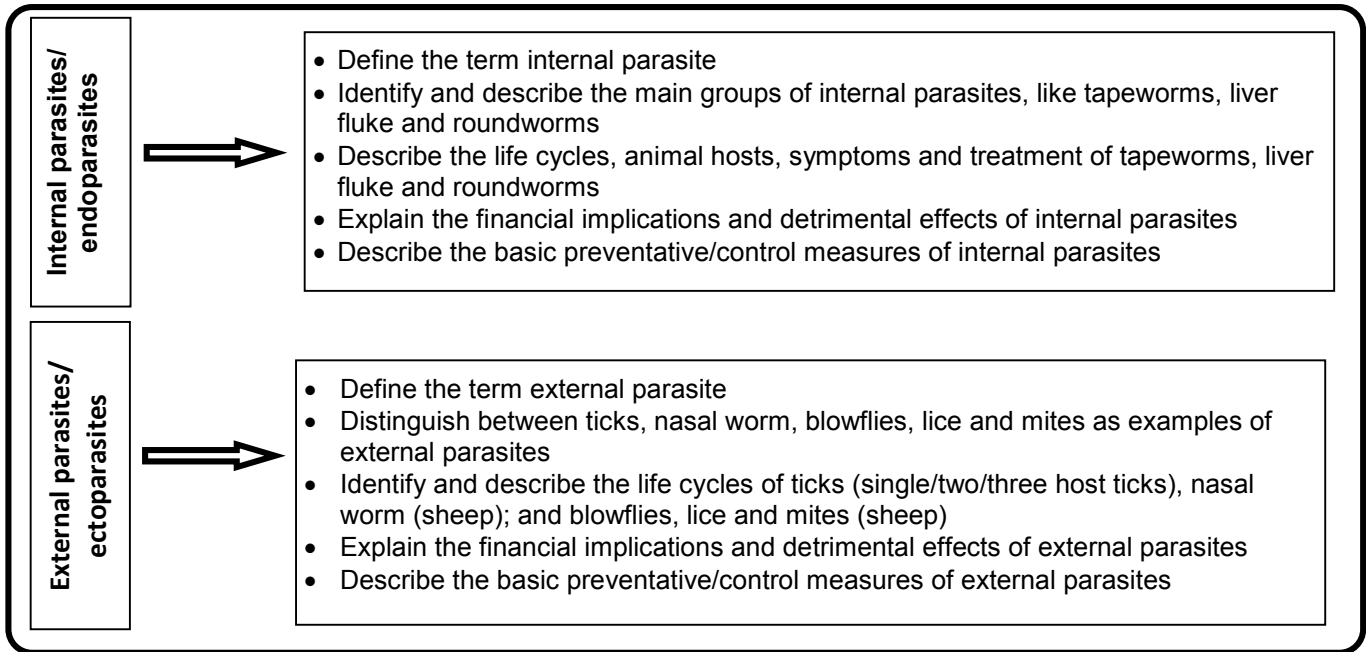 Internal parasites/
endoparasites
• Define the term internal parasite
• Identify and describe the main groups of internal parasites, like tapeworms, liver
fluke and roundworms
• Describe the life cycles, animal hosts, symptoms and treatment of tapeworms, liver
fluke and roundworms
• Explain the financial implications and detrimental effects of internal parasites
• Describe the basic preventative/control measures of internal parasites
External parasites/
ectoparasites
• Define the term external parasite
• Distinguish between ticks, nasal worm, blowflies, lice and mites as examples of
external parasites
• Identify and describe the life cycles of ticks (single/two/three host ticks), nasal
worm (sheep); and blowflies, lice and mites (sheep)
• Explain the financial implications and detrimental effects of external parasites
• Describe the basic preventative/control measures of external parasites